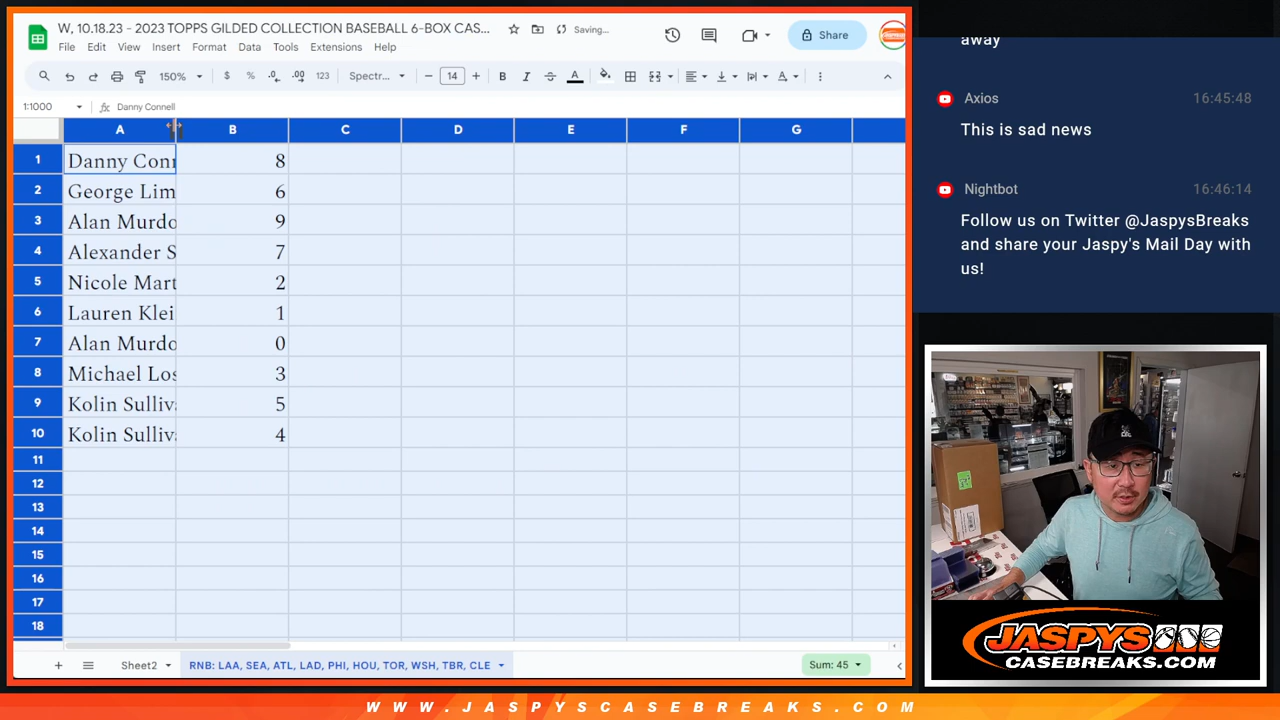 W, 10.18.23 - 2023 TOPPS GILDED COLLECTION BASEBALL 6-BOX CAS...
Saving...
Share
File Edit View Insert Format Data Tools Extensions Help
150% $ % .0 .00 123 Spectr... 14 B I A
1:1000 fx Danny Connell
A B C D E F G
1 Danny Con 8
2 George Lim 6
3 Alan Murdo 9
4 Alexander S 7
5 Nicole Mart 2
6 Lauren Klei 1
7 Alan Murdo 0
8 Michael Los 3
9 Kolin Sulliv 5
10 Kolin Sulliv 4
11
12
13
14
15
16
17
18
Sheet2 RNB: LAA, SEA, ATL, LAD, PHI, HOU, TOR, WSH, TBR, CLE Sum: 45
away
Axios 16:45:48
This is sad news
Nightbot 16:46:14
Follow us on Twitter @JaspysBreaks
and share your Jaspy's Mail Day with
us!
JASPYS
CASEBREAKS.COM
WWW.JASPYSCASEBREAKS.COM